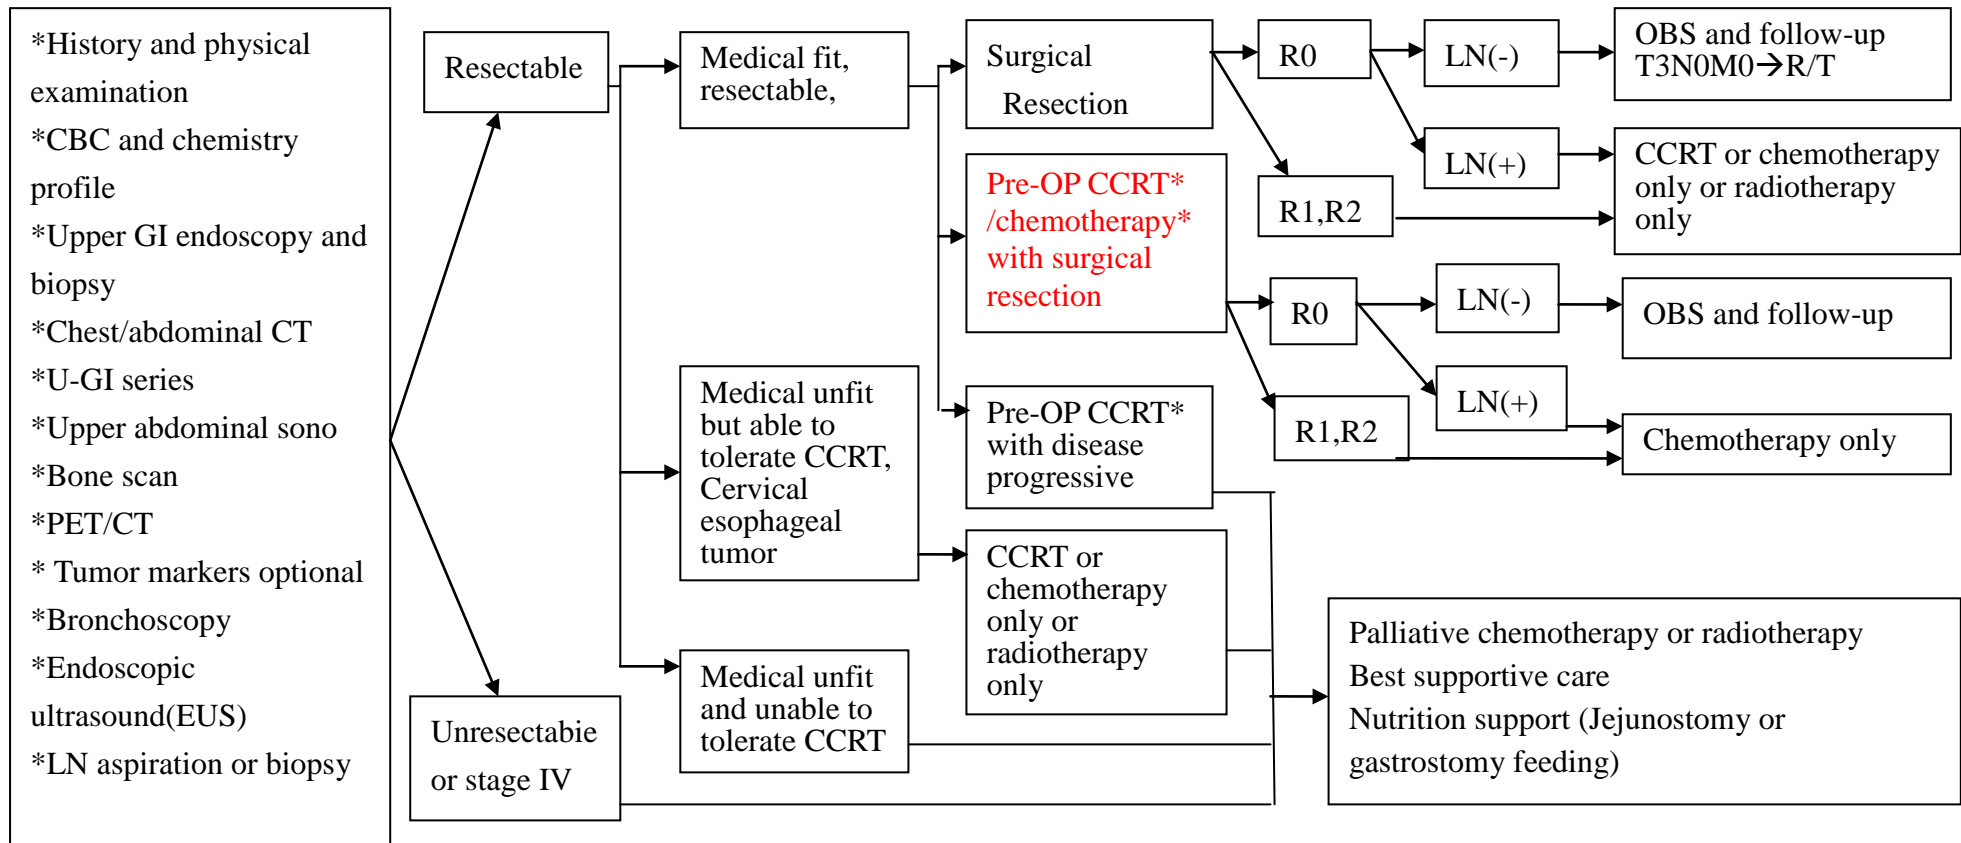 *History and physical
examination
*CBC and chemistry
profile
*Upper GI endoscopy and
biopsy
*Chest/abdominal CT
*U-GI series
*Upper abdominal sono
*Bone scan
*PET/CT
* Tumor markers optional
*Bronchoscopy
*Endoscopic
ultrasound(EUS)
*LN aspiration or biopsy
Resectable
Unresectabie
or stage IV
Medical fit,
resectable,
Medical unfit
but able to
tolerate CCRT,
Cervical
esophageal
tumor
Medical unfit
and unable to
tolerate CCRT
Surgical
Resection
Pre-OP CCRT*
/chemotherapy*
with surgical
resection
Pre-OP CCRT*
with disease
progressive
CCRT or
chemotherapy
only or
radiotherapy
only
R0
R1,R2
LN(-)
LN(+)
OBS and follow-up
T3N0M0→R/T
CCRT or chemotherapy
only or radiotherapy
only
R0
R1,R2
LN(-)
LN(+)
OBS and follow-up
Chemotherapy only
Palliative chemotherapy or radiotherapy
Best supportive care
Nutrition support (Jejunostomy or
gastrostomy feeding)